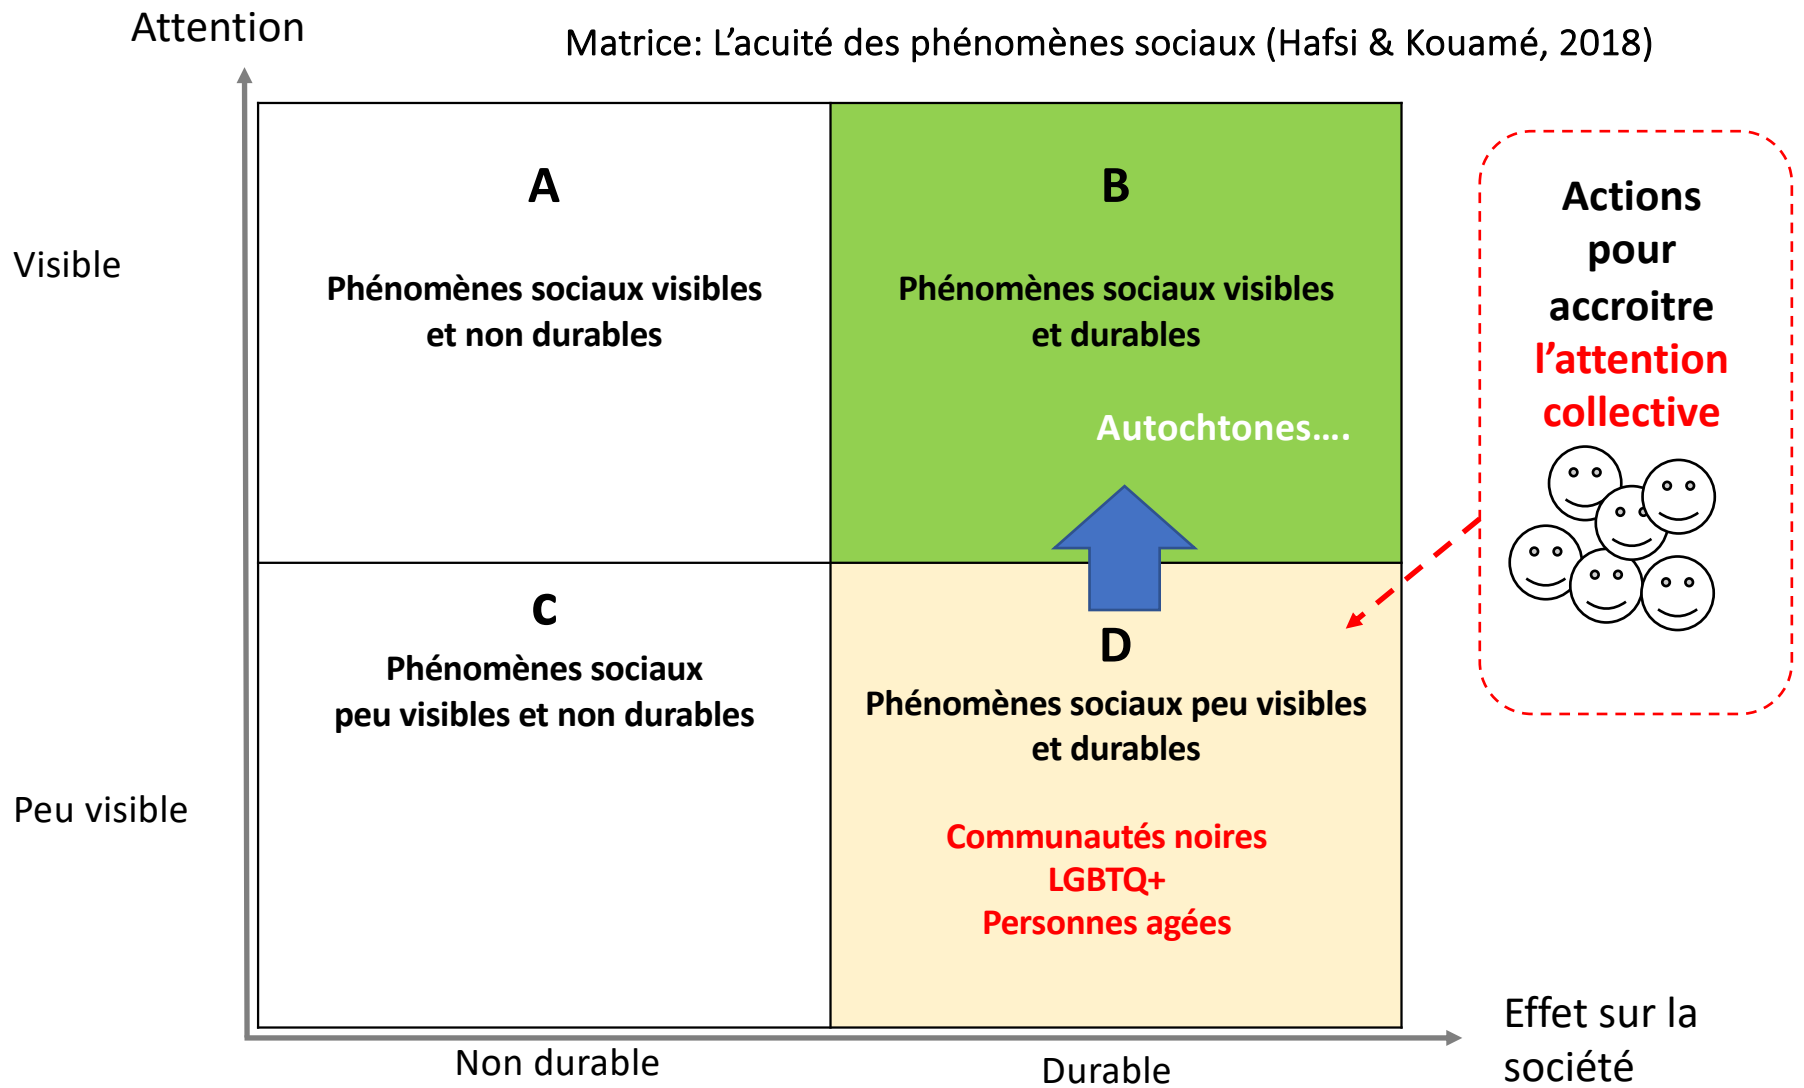 Attention
Matrice: L'acuité des phénomènes sociaux (Hafsi & Kouamé, 2018)
Visible
A
Phénomènes sociaux visibles
et non durables
B
Phénomènes sociaux visibles
et durables
Autochtones....
Actions
pour
accroitre
l'attention
collective
Peu visible
c
Phénomènes sociaux
peu visibles et non durables
D
Phénomènes sociaux peu visibles
et durables
Communautés noires
LGBTQ+
Personnes agées
Non durable
Durable
Effet sur la
société